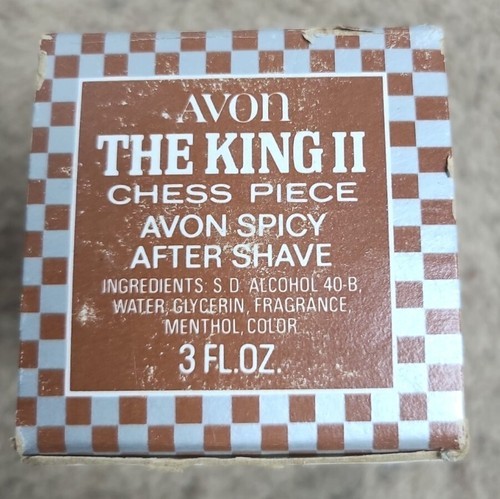 AVON
THE KING II
CHESS PIECE
AVON SPICY
AFTER SHAVE
INGREDIENTS: S.D. ALCOHOL 40-B,
WATER, GLYCERIN, FRAGRANCE,
MENTHOL, COLOR
3 FL.OZ.